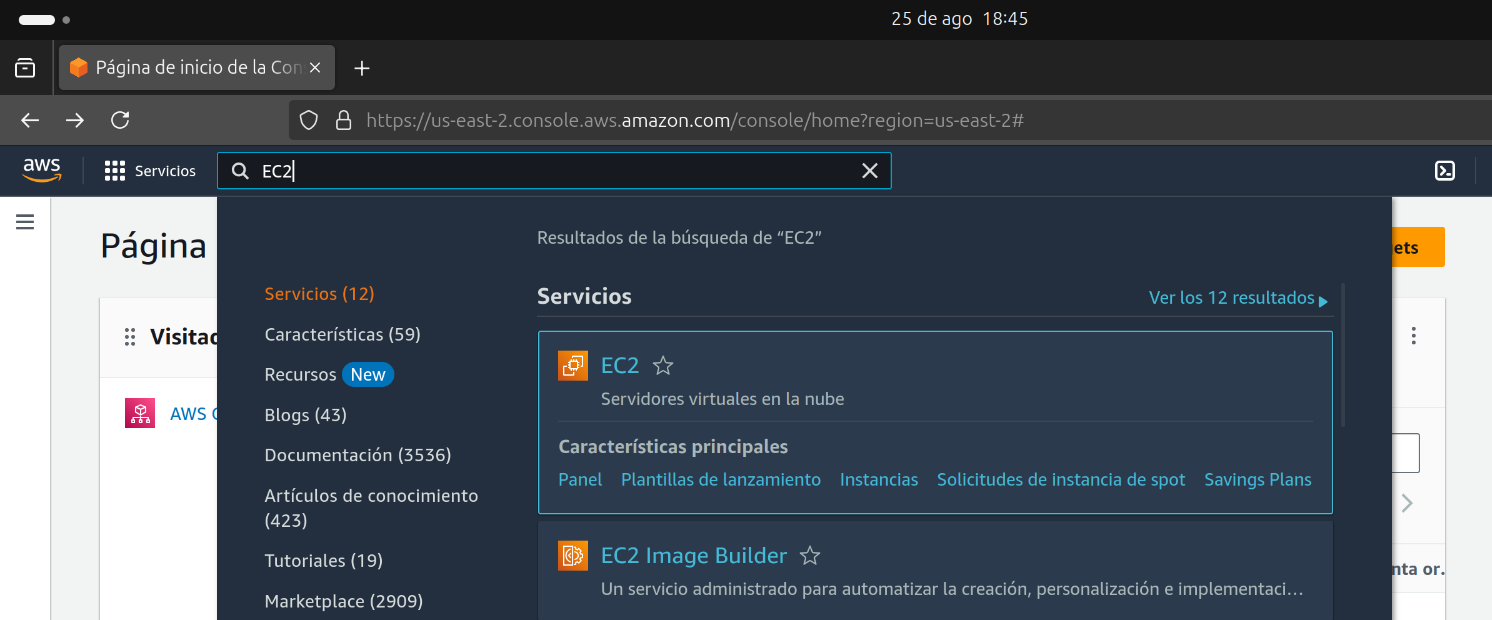 25 de ago 18:45
Página de inicio de la Con
https://us-east-2.console.aws.amazon.com/console/home?region=us-east-2#
aws
Servicios
EC2
Página
ets
Resultados de la búsqueda de “EC2”
Servicios (12)
Características (59)
Recursos New
Blogs (43)
Documentación (3536)
Artículos de conocimiento
(423)
Tutoriales (19)
Marketplace (2909)
Servicios
Ver los 12 resultados
EC2
Servidores virtuales en la nube
Características principales
Panel Plantillas de lanzamiento Instancias Solicitudes de instancia de spot Savings Plans
EC2 Image Builder
Un servicio administrado para automatizar la creación, personalización e implementaci…
Visitad
AWS C
nta or.